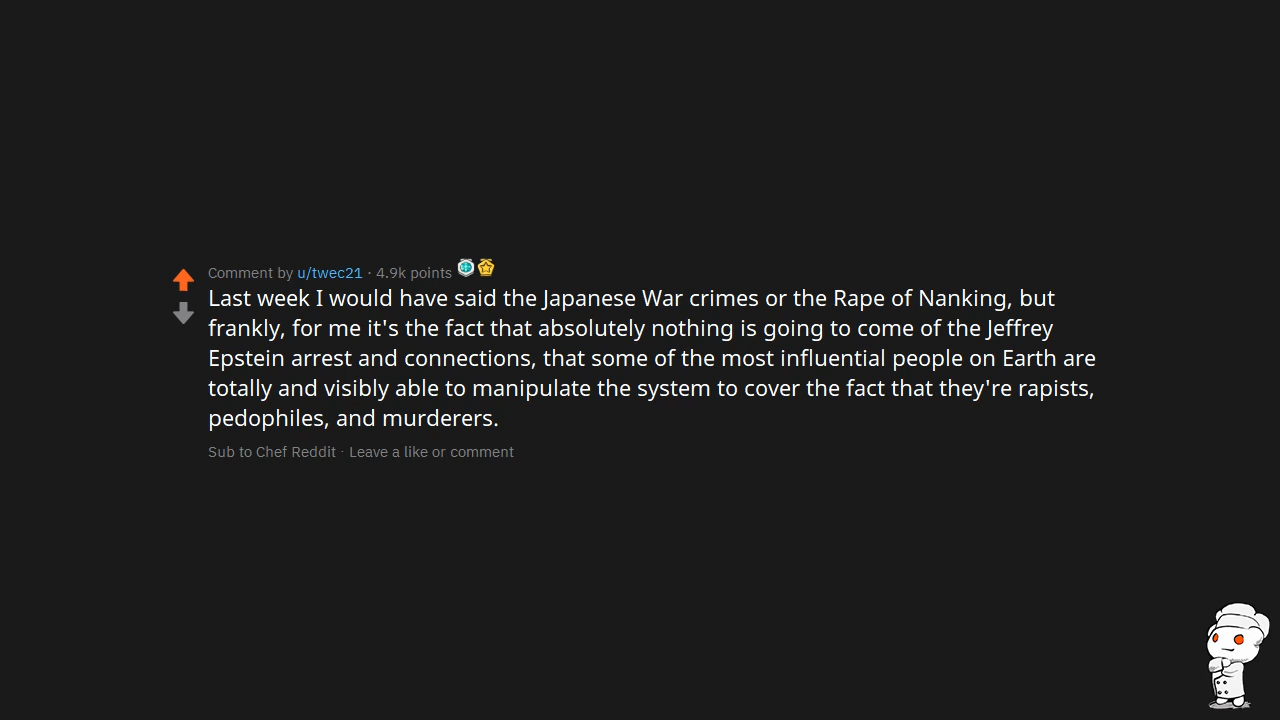 Comment by u/twec21 · 4.9k points
Last week I would have said the Japanese War crimes or the Rape of Nanking, but
frankly, for me it's the fact that absolutely nothing is going to come of the Jeffrey
Epstein arrest and connections, that some of the most influential people on Earth are
totally and visibly able to manipulate the system to cover the fact that they're rapists,
pedophiles, and murderers.
Sub to Chef Reddit · Leave a like or comment